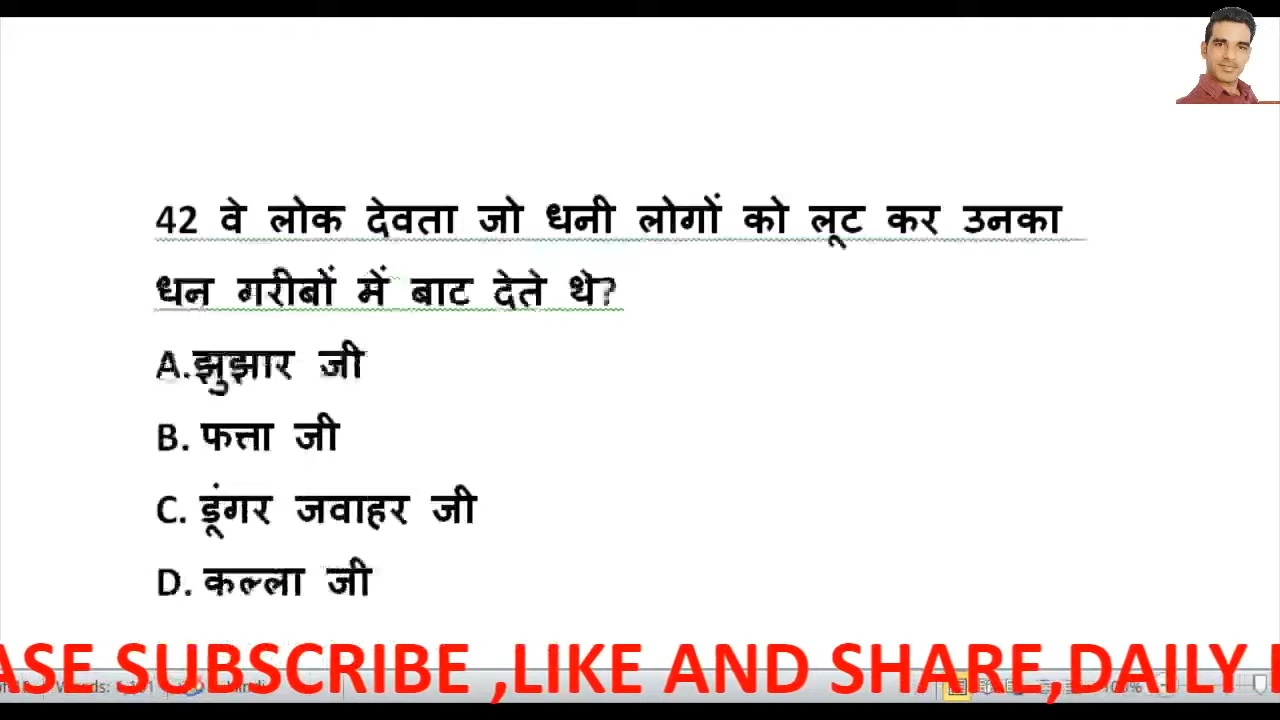 42 वे लोक देवता जो धनी लोगों को लूट कर उनका
धन गरीबों में बाट देते थे?
A.झुझार जी
B. फत्ता जी
C. डूंगर जवाहर जी
D. कल्ला जी
ASE SUBSCRIBE ,LIKE AND SHARE,DAILY